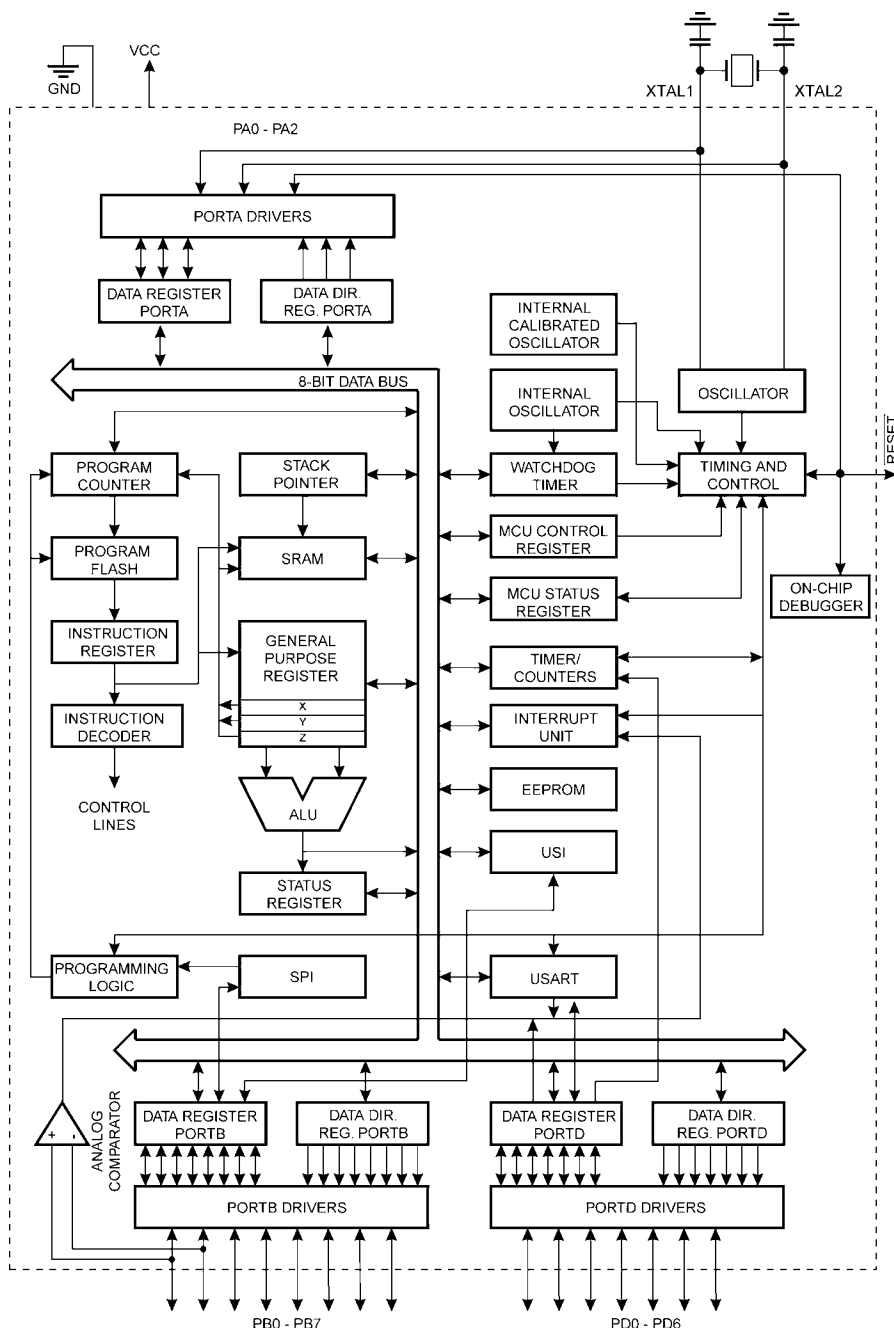 VCC
GND
XTAL1
XTAL2
PA0 - PA2
PORTA DRIVERS
DATA REGISTER
PORTA
DATA DIR.
REG. PORTA
INTERNAL
CALIBRATED
OSCILLATOR
8-BIT DATA BUS
INTERNAL
OSCILLATOR
OSCILLATOR
RESET
PROGRAM
COUNTER
STACK
POINTER
WATCHDOG
TIMER
TIMING AND
CONTROL
PROGRAM
FLASH
SRAM
MCU CONTROL
REGISTER
ON-CHIP
DEBUGGER
MCU STATUS
REGISTER
INSTRUCTION
REGISTER
GENERAL
PURPOSE
REGISTER
X
Y
Z
TIMER/
COUNTERS
INSTRUCTION
DECODER
INTERRUPT
UNIT
CONTROL
LINES
ALU
EEPROM
USI
STATUS
REGISTER
PROGRAMMING
LOGIC
SPI
USART
ANALOG
COMPARATOR
+
-
DATA REGISTER
PORTB
DATA DIR.
REG. PORTB
DATA REGISTER
PORTD
DATA DIR.
REG. PORTD
PORTB DRIVERS
PORTD DRIVERS
PB0 - PB7
PD0 - PD6